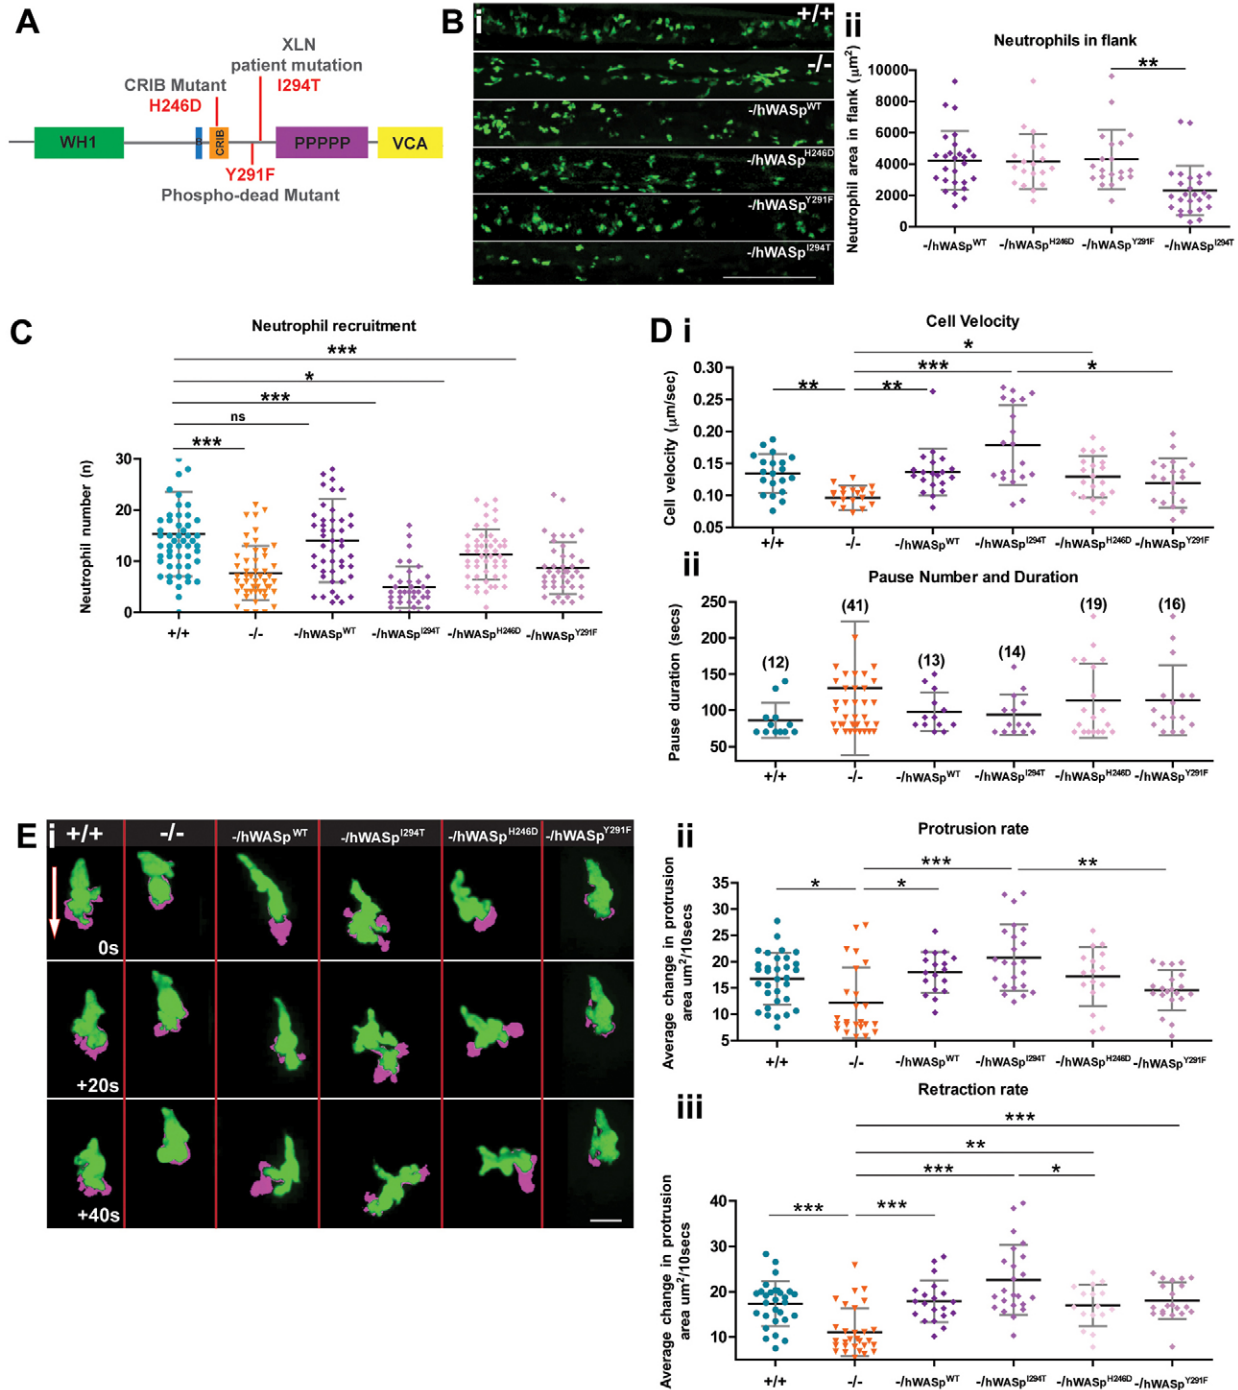 A
XLN
patient mutation
I294T
CRIB Mutant
H246D
WH1
B
CRIB
PPPPP
VCA
Y291F
Phospho-dead Mutant
B i
+/+
-/-
-/hWASpWT
-/hWASpH246D
-/hWASpY291F
-/hWASpI294T
ii
Neutrophils in flank
**
Neutrophil area in flank (μm2)
10000
8000
6000
4000
2000
0
-/hWASpWT -/hWASpH246D -/hWASpY291F -/hWASpI294T
C
Neutrophil recruitment
***
*
***
ns
***
Neutrophil number (n)
30
20
10
0
+/+ -/- -/hWASpWT -/hWASpI294T -/hWASpH246D -/hWASpY291F
D i
Cell Velocity
*
*** *
** **
Cell velocity (μm/sec)
0.30
0.25
0.20
0.15
0.10
0.05
+/+ -/- -/hWASpWT -/hWASpI294T -/hWASpH246D -/hWASpY291F
ii
Pause Number and Duration
Pause duration (secs)
250
200
150
100
50
(12) (41) (13) (14) (19) (16)
+/+ -/- -/hWASpWT -/hWASpI294T -/hWASpH246D -/hWASpY291F
E i
+/+ -/- -/hWASpWT -/hWASpI294T -/hWASpH246D -/hWASpY291F
0s
+20s
+40s
ii
Protrusion rate
*** **
* *
Average change in protrusion
area um2/10secs
35
30
25
20
15
10
5
+/+ -/- -/hWASpWT -/hWASpI294T -/hWASpH246D -/hWASpY291F
iii
Retraction rate
***
**
*** *
*** ***
Average change in protrusion
area um2/10secs
40
30
20
10
+/+ -/- -/hWASpWT -/hWASpI294T -/hWASpH246D -/hWASpY291F